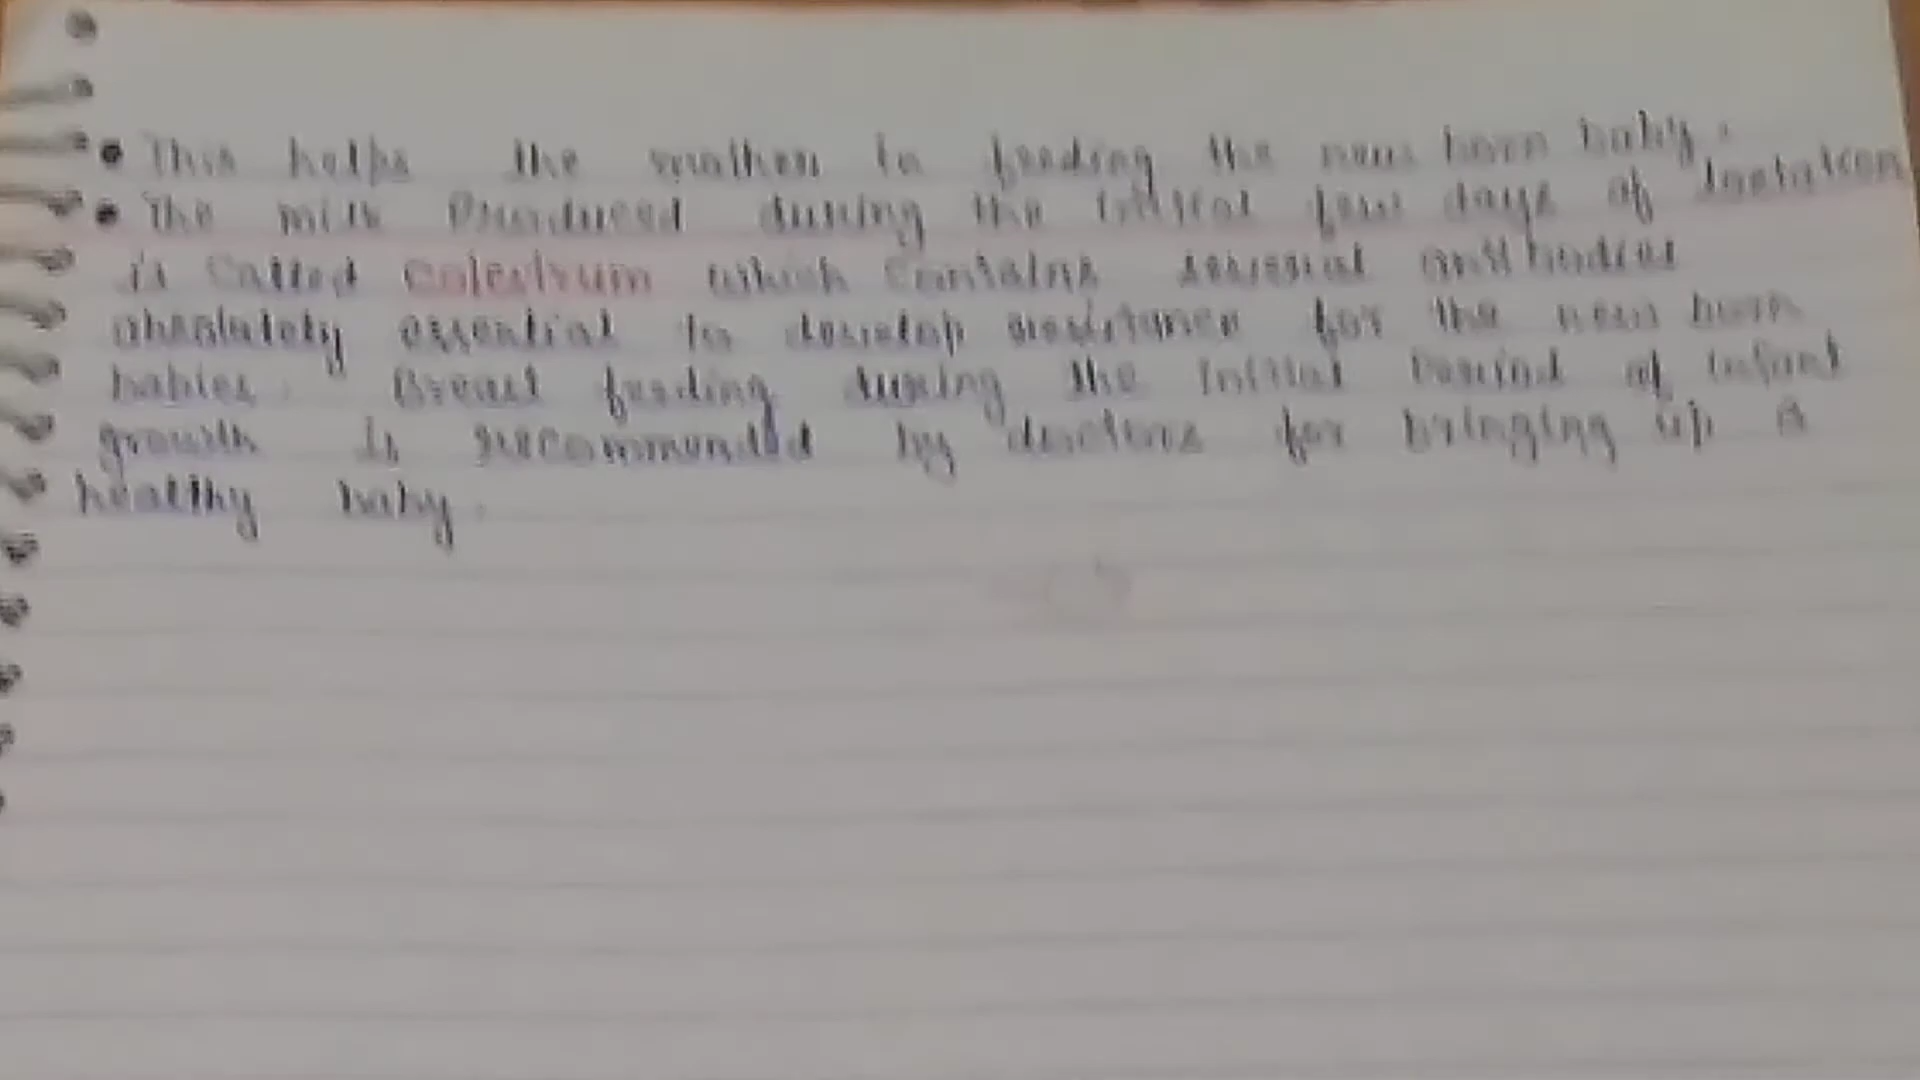 • This helps the mother in feeding the new born baby.
• The milk produced during the initial few days of lactation
is called colostrum which contains several antibodies
absolutely essential to develop resistance for the new born
babies. Breast feeding during the initial period of infant
growth is recommended by doctors for bringing up a
healthy baby.